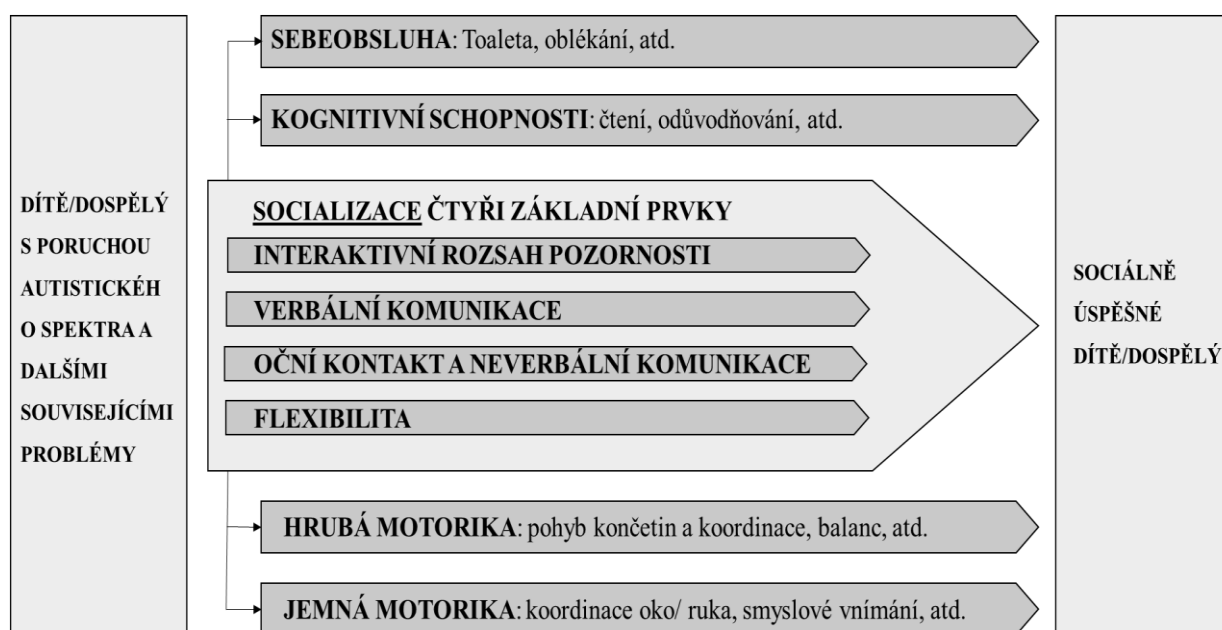 SEBEOBSLUHA: Toaleta, oblékání, atd.
KOGNITIVNÍ SCHOPNOSTI: čtení, odůvodňování, atd.
DÍTĚ/DOSPĚLÝ
S PORUCHOU
AUTISTICKÉH
O SPEKTRA A
DALŠÍMI
SOUVISEJÍCÍMI
PROBLÉMY
SOCIALIZACE ČTYŘI ZÁKLADNÍ PRVKY
INTERAKTIVNÍ ROZSAH POZORNOSTI
VERBÁLNÍ KOMUNIKACE
OČNÍ KONTAKT A NEVERBÁLNÍ KOMUNIKACE
FLEXIBILITA
HRUBÁ MOTORIKA: pohyb končetin a koordinace, balanc, atd.
JEMNÁ MOTORIKA: koordinace oko/ ruka, smyslové vnímání, atd.
SOCIÁLNĚ
ÚSPĚŠNÉ
DÍTĚ/DOSPĚLÝ